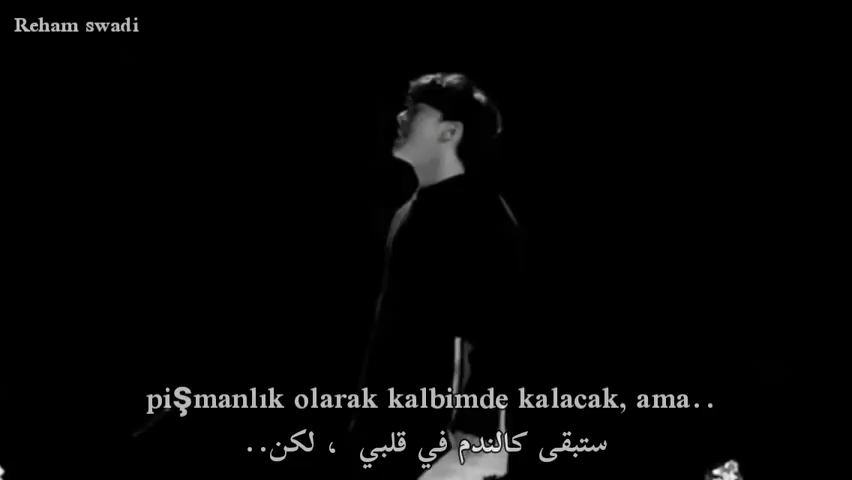 Reham swadi
pişmanlık olarak kalbimde kalacak, ama..
ستبقى كالندم في قلبي ، لكن..